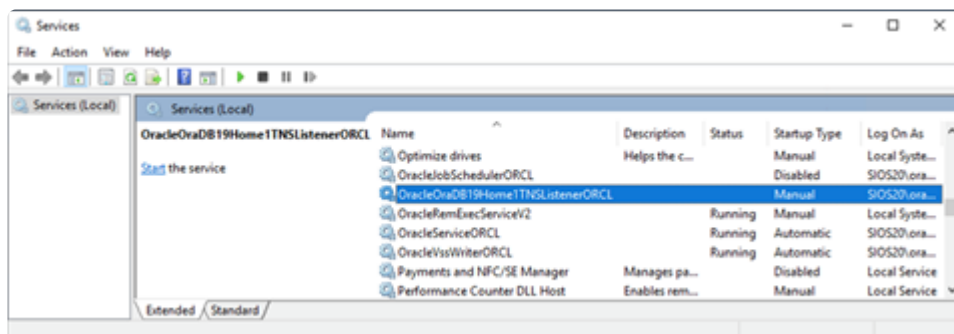 Services
File Action View Help
Services (Local)
Services (Local)
OracleOraDB19Home1TNSListenerORCL
Start the service
Name Description Status Startup Type Log On As
Optimize drives Helps the c... Manual Local Syste...
OracleJobSchedulerORCL Disabled SIOS20\ora...
OracleOraDB19Home1TNSListenerORCL Manual SIOS20\ora...
OracleRemExecServiceV2 Running Manual Local Syste...
OracleServiceORCL Running Automatic SIOS20\ora...
OracleVssWriterORCL Running Automatic SIOS20\ora...
Payments and NFC/SE Manager Manages pa... Disabled Local Service
Performance Counter DLL Host Enables rem... Manual Local Service
Extended Standard